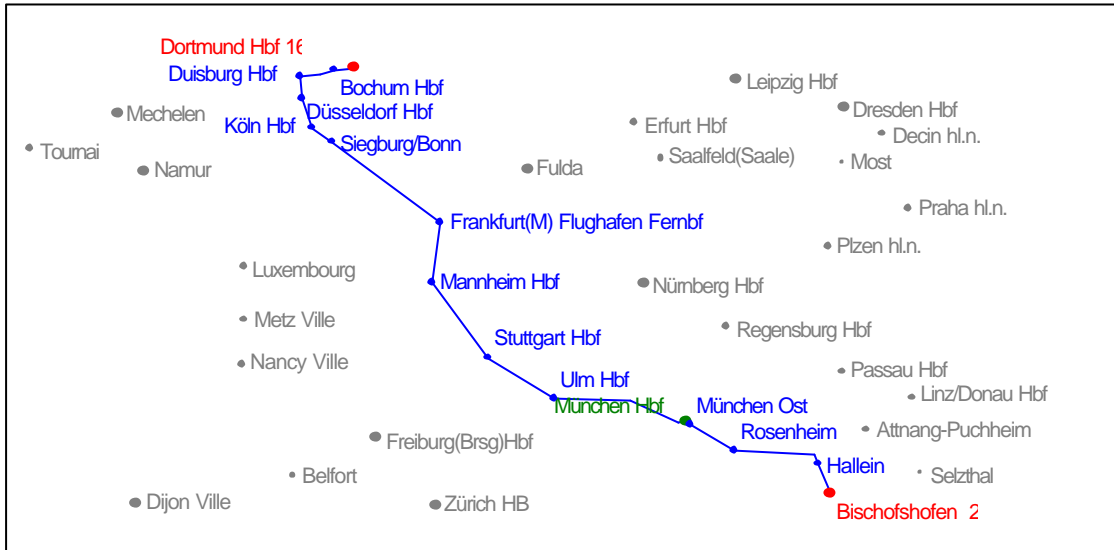 Dortmund Hbf 16
Duisburg Hbf
Bochum Hbf
Leipzig Hbf
Mechelen
Düsseldorf Hbf
Dresden Hbf
Köln Hbf
Erfurt Hbf
Decin hl.n.
Tournai
Siegburg/Bonn
Saalfeld(Saale)
Most
Namur
Fulda
Praha hl.n.
Frankfurt(M) Flughafen Fernbf
Plzen hl.n.
Luxembourg
Mannheim Hbf
Nürnberg Hbf
Metz Ville
Regensburg Hbf
Stuttgart Hbf
Nancy Ville
Passau Hbf
Ulm Hbf
Linz/Donau Hbf
München Hbf
München Ost
Rosenheim
Attnang-Puchheim
Freiburg(Brsg)Hbf
Hallein
Belfort
Selzthal
Dijon Ville
Zürich HB
Bischofshofen 2